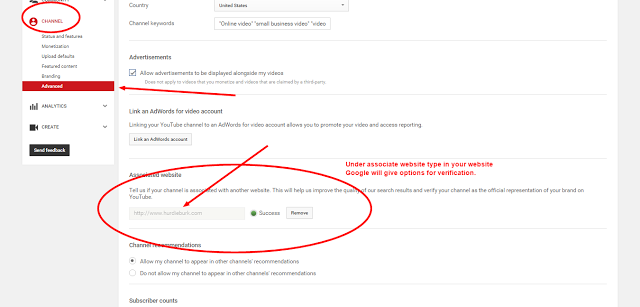 Country
United States
Channel keywords
"Online video" "small business video" "video
CHANNEL
Status and features
Monetization
Upload defaults
Featured content
Branding
Advanced
ANALYTICS
CREATE
Send feedback
Advertisements
Allow advertisements to be displayed alongside my videos
Does not apply to videos that you monetize and videos that are claimed by a third-party.
Link an AdWords for video account
Linking your YouTube channel to an AdWords for video account allows you to promote your video and access reporting.
Link an AdWords account
Under associate website type in your website
Google will give options for verification.
Associated website
Tell us if your channel is associated with another website. This will help us improve the quality of our search results and verify your channel as the official representation of your brand on
YouTube.
Success
Remove
Channel recommendations
Allow my channel to appear in other channels' recommendations
Do not allow my channel to appear in other channels' recommendations
Subscriber counts